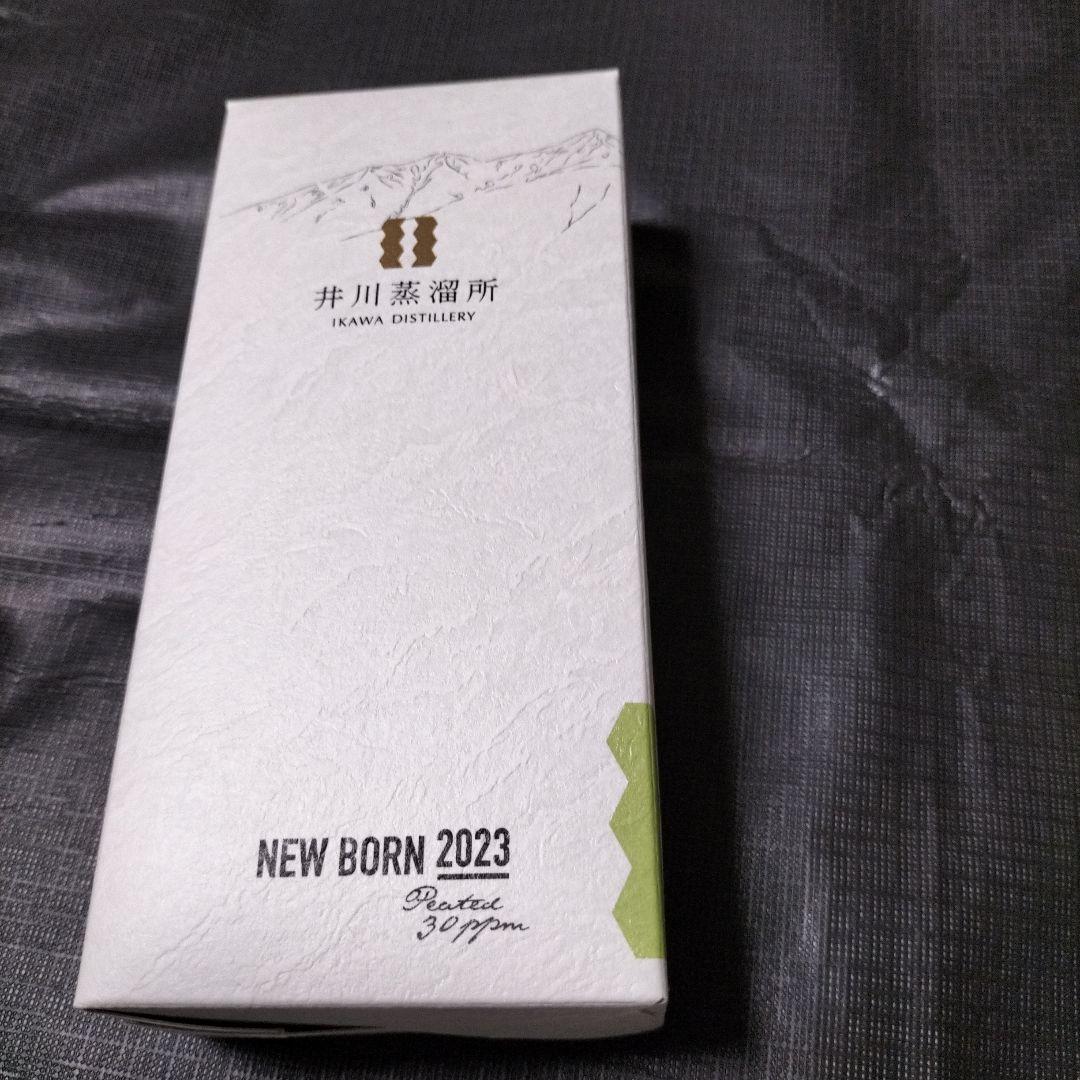 井川蒸溜所
IKAWA DISTILLERY
NEW BORN 2023
Peated
30ppm